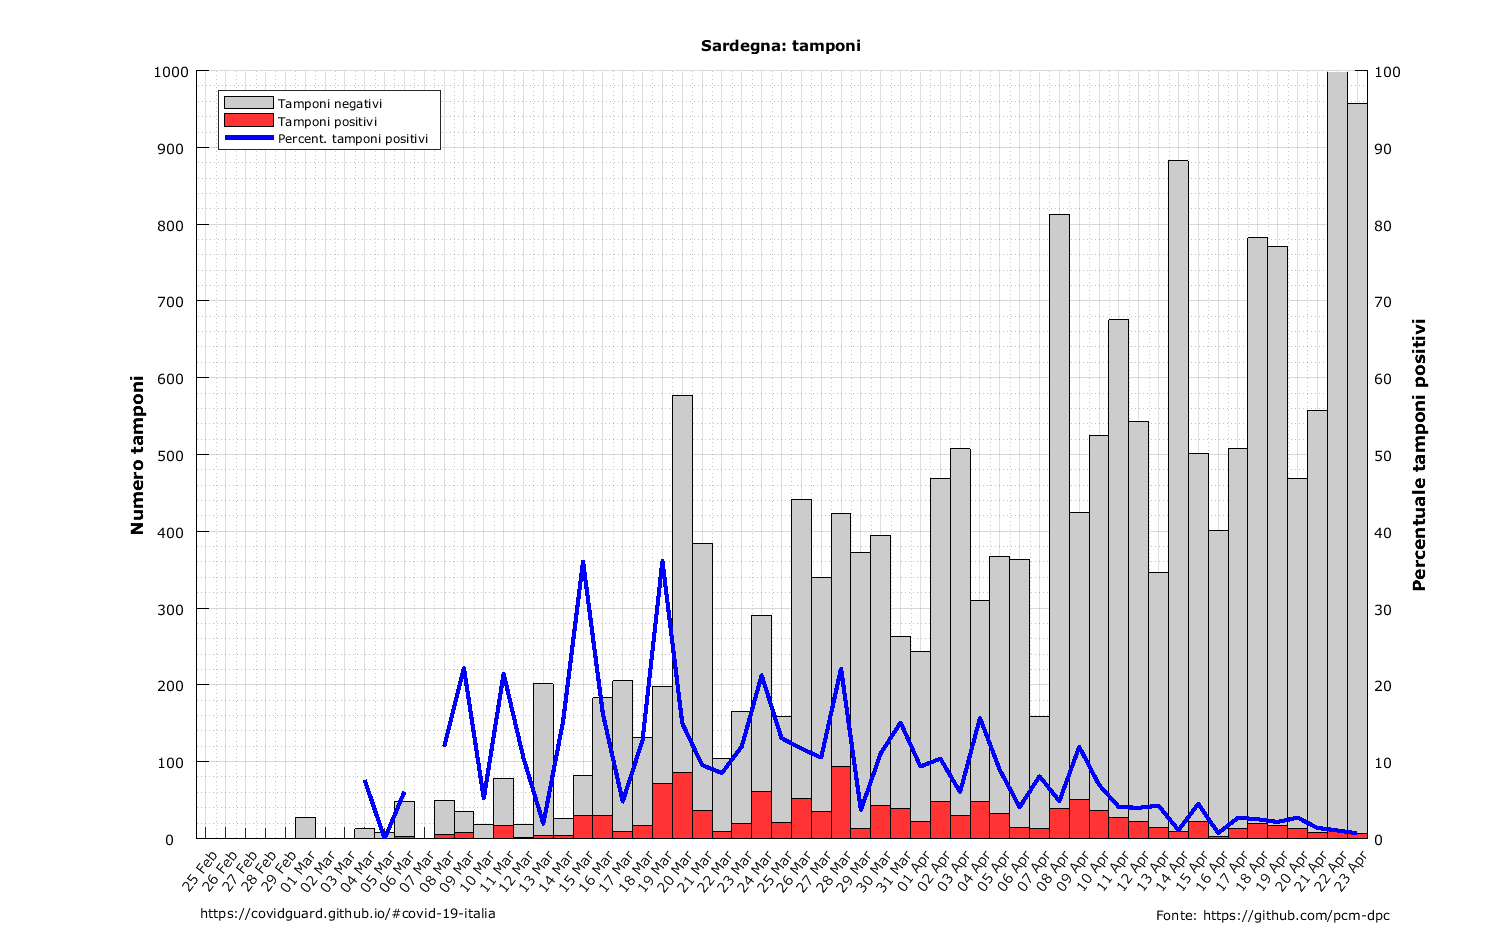 Sardegna: tamponi
1000
900
800
700
600
500
400
300
200
100
0
Numero tamponi
Tamponi negativi
Tamponi positivi
Percent. tamponi positivi
100
90
80
70
60
50
40
30
20
10
0
Percentuale tamponi positivi
25 Feb
26 Feb
27 Feb
28 Feb
29 Feb
01 Mar
02 Mar
03 Mar
04 Mar
05 Mar
06 Mar
07 Mar
08 Mar
09 Mar
10 Mar
11 Mar
12 Mar
13 Mar
14 Mar
15 Mar
16 Mar
17 Mar
18 Mar
19 Mar
20 Mar
21 Mar
22 Mar
23 Mar
24 Mar
25 Mar
26 Mar
27 Mar
28 Mar
29 Mar
30 Mar
31 Mar
01 Apr
02 Apr
03 Apr
04 Apr
05 Apr
06 Apr
07 Apr
08 Apr
09 Apr
10 Apr
11 Apr
12 Apr
13 Apr
14 Apr
15 Apr
16 Apr
17 Apr
18 Apr
19 Apr
20 Apr
21 Apr
22 Apr
23 Apr
https://covidguard.github.io/#covid-19-italia
Fonte: https://github.com/pcm-dpc